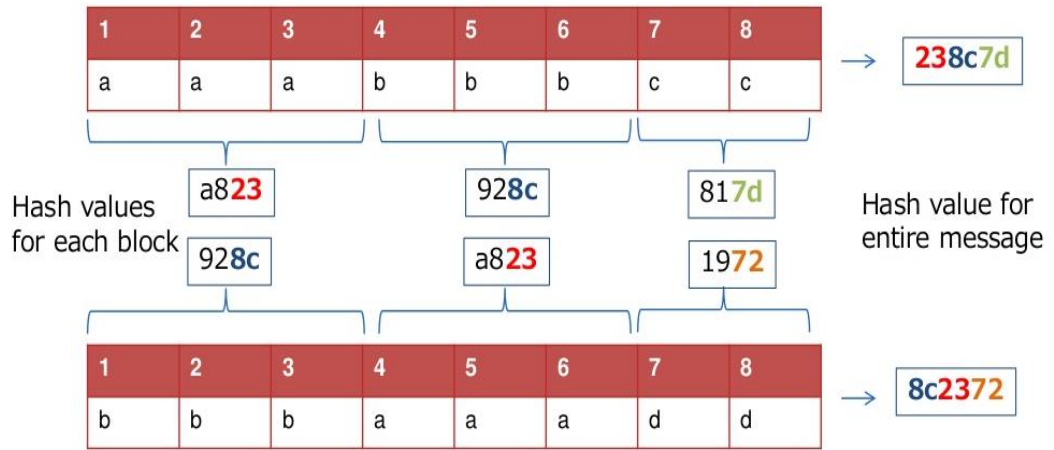 1 2 3 4 5 6 7 8
a a a b b b c c
238c7d
a823 928c 817d
Hash values
for each block
Hash value for
entire message
928c a823 1972
1 2 3 4 5 6 7 8
b b b a a a d d
8c2372